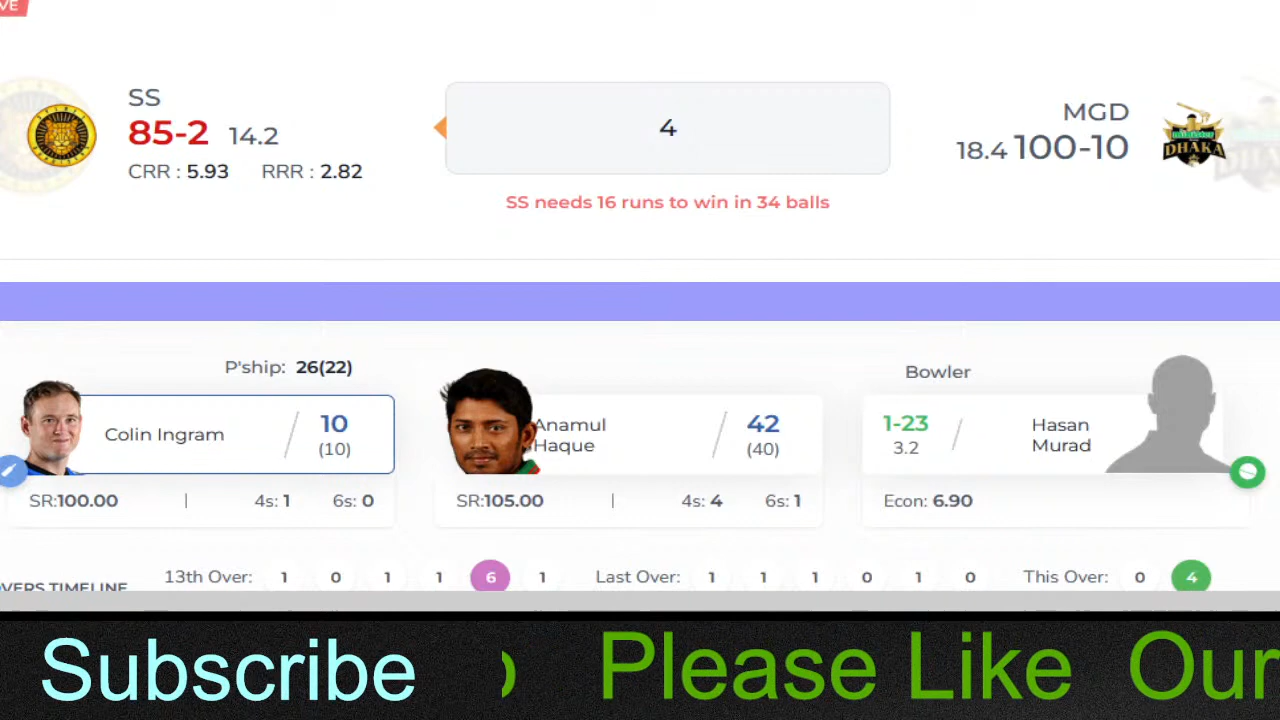 VE
SS
85-2 14.2
CRR : 5.93 RRR : 2.82
4
SS needs 16 runs to win in 34 balls
MGD
18.4 100-10
Minister
DHAKA
P'ship: 26(22)
Colin Ingram
10
(10)
SR:100.00 | 4s: 1 6s: 0
Anamul
Haque
42
(40)
SR:105.00 | 4s: 4 6s: 1
Bowler
1-23
3.2
Hasan
Murad
Econ: 6.90
VERS TIMELINE
13th Over: 1 0 1 1 6 1 Last Over: 1 1 1 0 1 0 This Over: 0 4
Subscribe ) Please Like Our